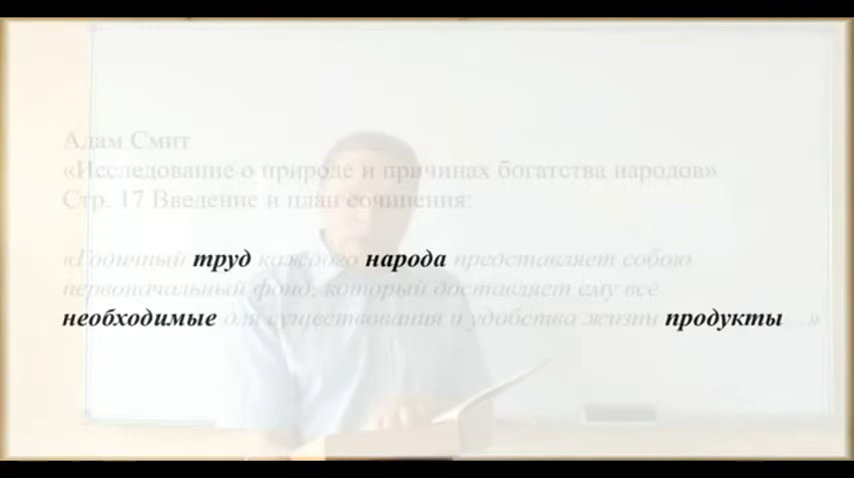 Адам Смит
«Исследование о природе и причинах богатства народов»
Стр. 17 Введение и план сочинения:
«Годичный труд каждого народа представляет собою
первоначальный фонд, который доставляет ему все
необходимые для существования и удобства жизни продукты...»